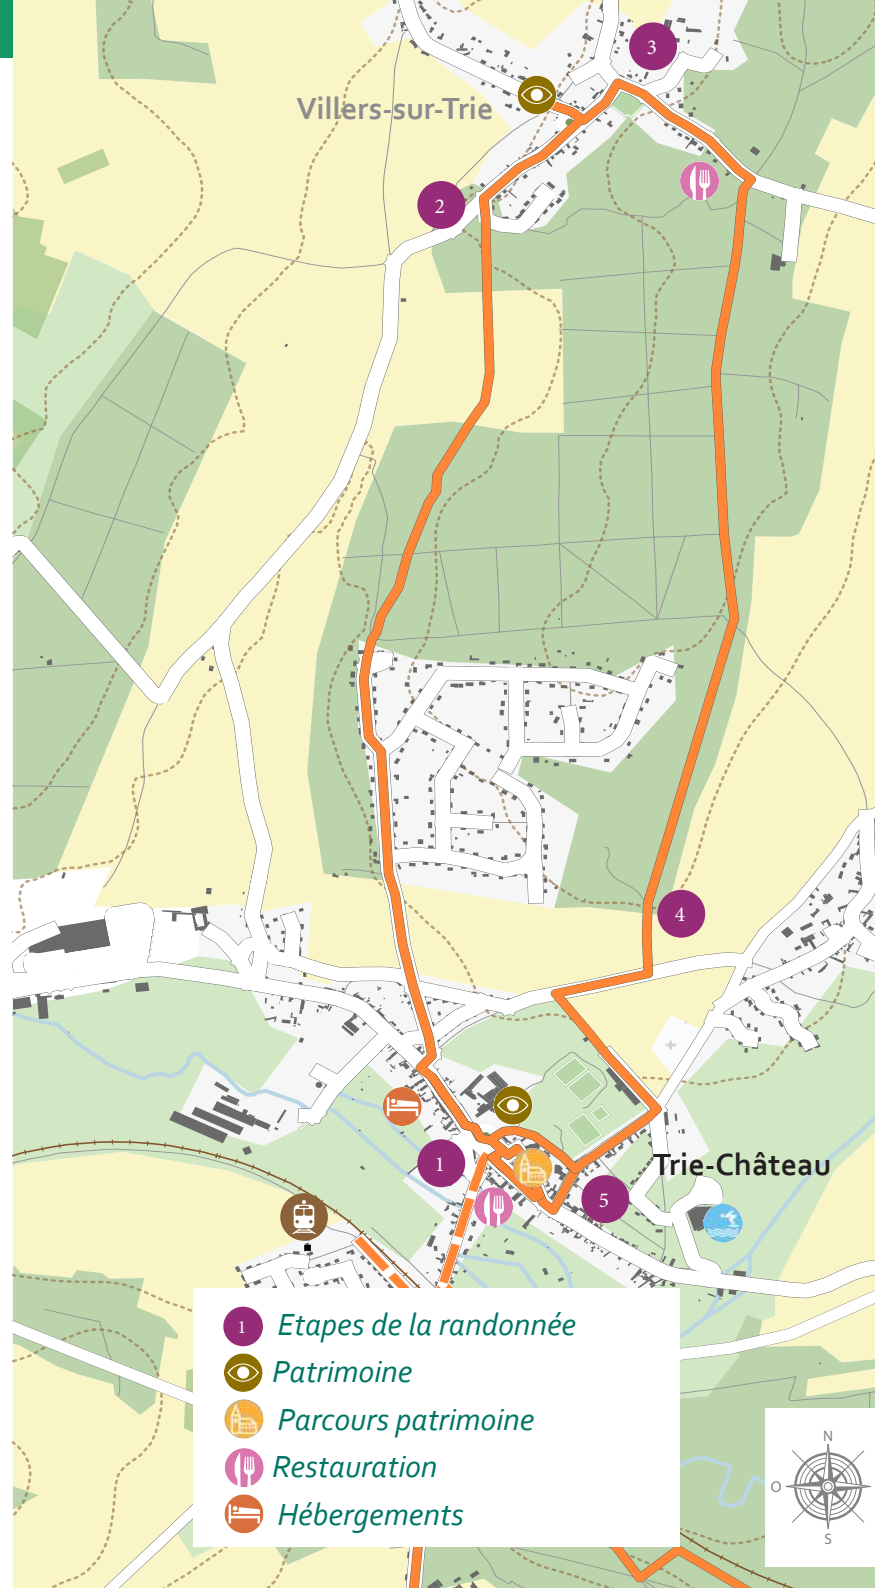 3
Villers-sur-Trie
2
4
1
Trie-Château
5
1 Etapes de la randonnée
Patrimoine
Parcours patrimoine
Restauration
Hébergements
N
O
S